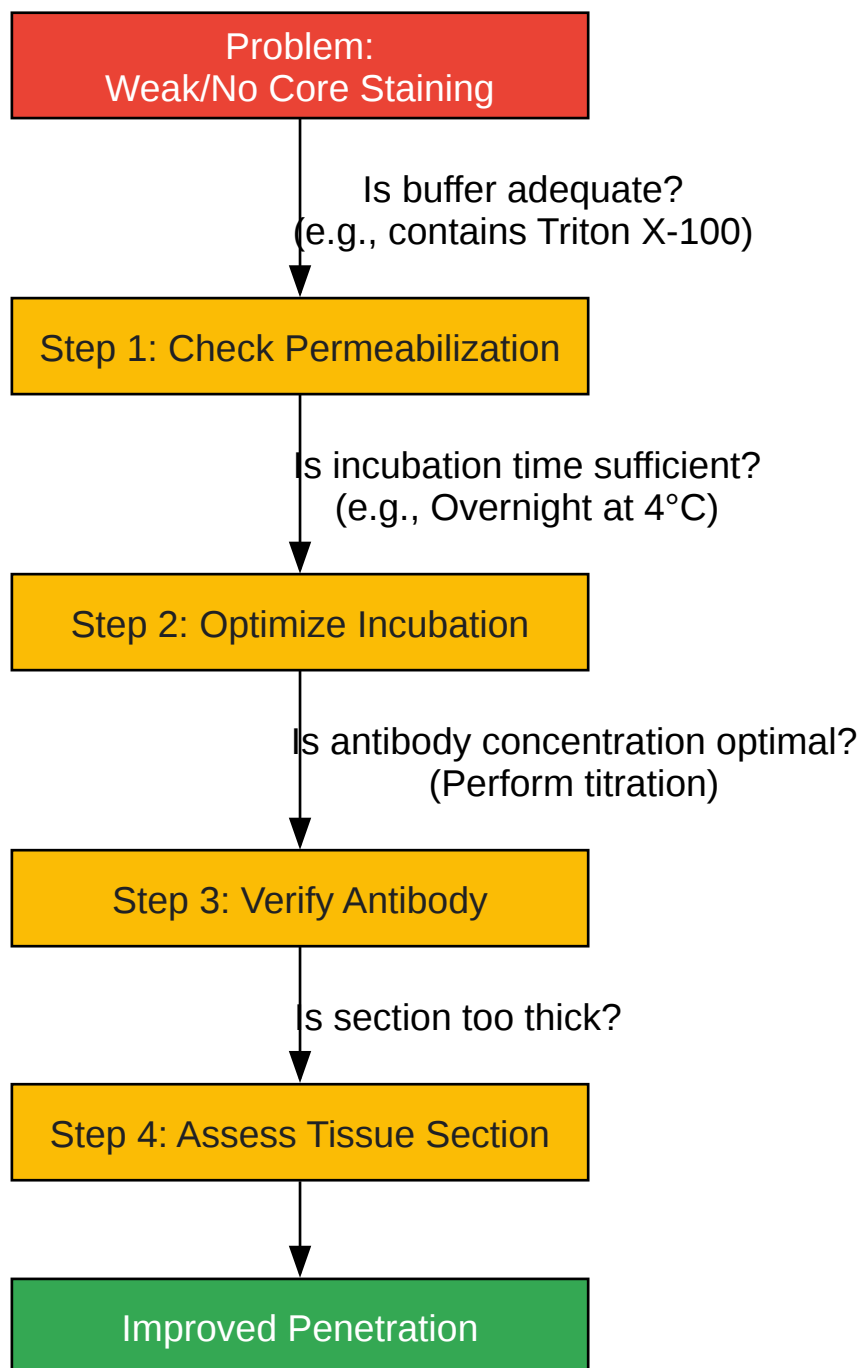 Problem:
Weak/No Core Staining
Is buffer adequate?
(e.g., contains Triton X-100)
Step 1: Check Permeabilization
Is incubation time sufficient?
(e.g., Overnight at 4°C)
Step 2: Optimize Incubation
Is antibody concentration optimal?
(Perform titration)
Step 3: Verify Antibody
Is section too thick?
Step 4: Assess Tissue Section
Improved Penetration